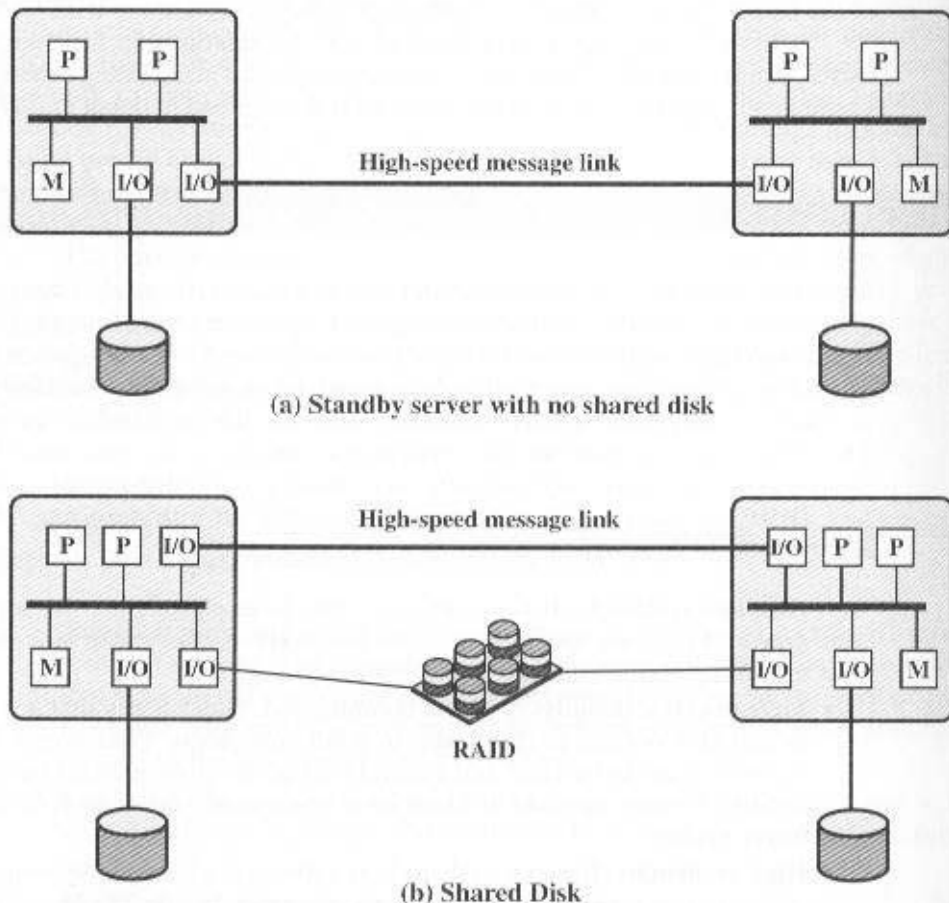 P P
P P
High-speed message link
M I/O I/O
I/O I/O M
(a) Standby server with no shared disk
High-speed message link
P P I/O
I/O P P
M I/O I/O
I/O I/O M
RAID
(b) Shared Disk